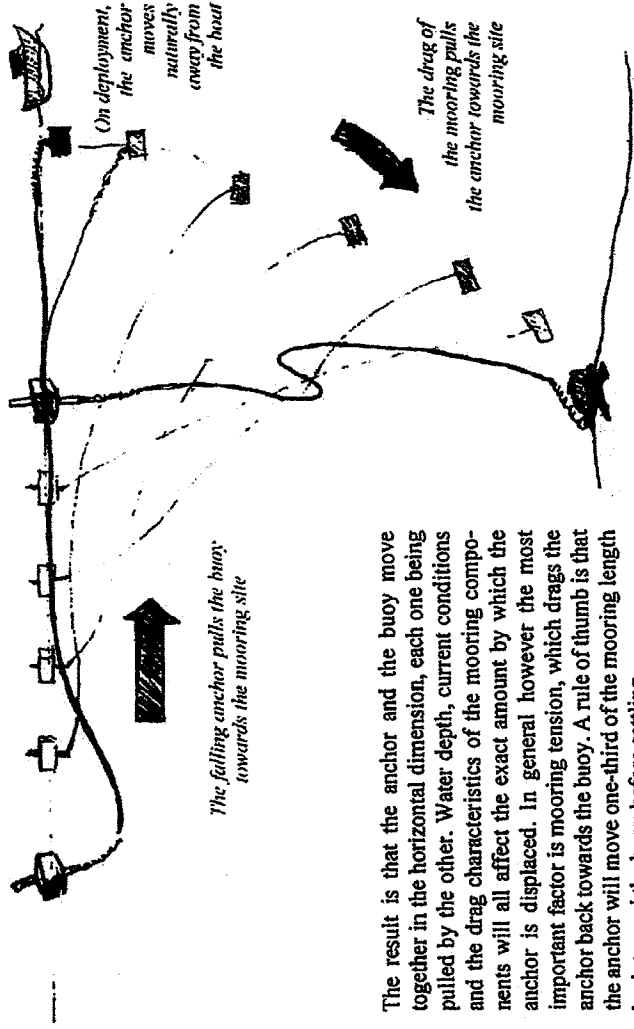 On deployment,
the anchor
moves
naturally
away from
the boat
The drag of
the mooring pulls
the anchor towards the
mooring site
The falling anchor pulls the buoy
towards the mooring site
The result is that the anchor and the buoy move
together in the horizontal dimension, each one being
pulled by the other. Water depth, current conditions
and the drag characteristics of the mooring compo-
nents will all affect the exact amount by which the
anchor is displaced. In general however the most
important factor is mooring tension, which drags the
anchor back towards the buoy. A rule of thumb is that
the anchor will move one-third of the mooring length